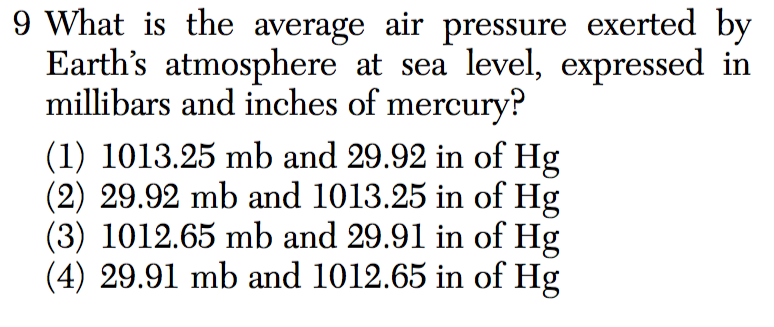 9 What is the average air pressure exerted by
Earth’s atmosphere at sea level, expressed in
millibars and inches of mercury?
(1) 1013.25 mb and 29.92 in of Hg
(2) 29.92 mb and 1013.25 in of Hg
(3) 1012.65 mb and 29.91 in of Hg
(4) 29.91 mb and 1012.65 in of Hg